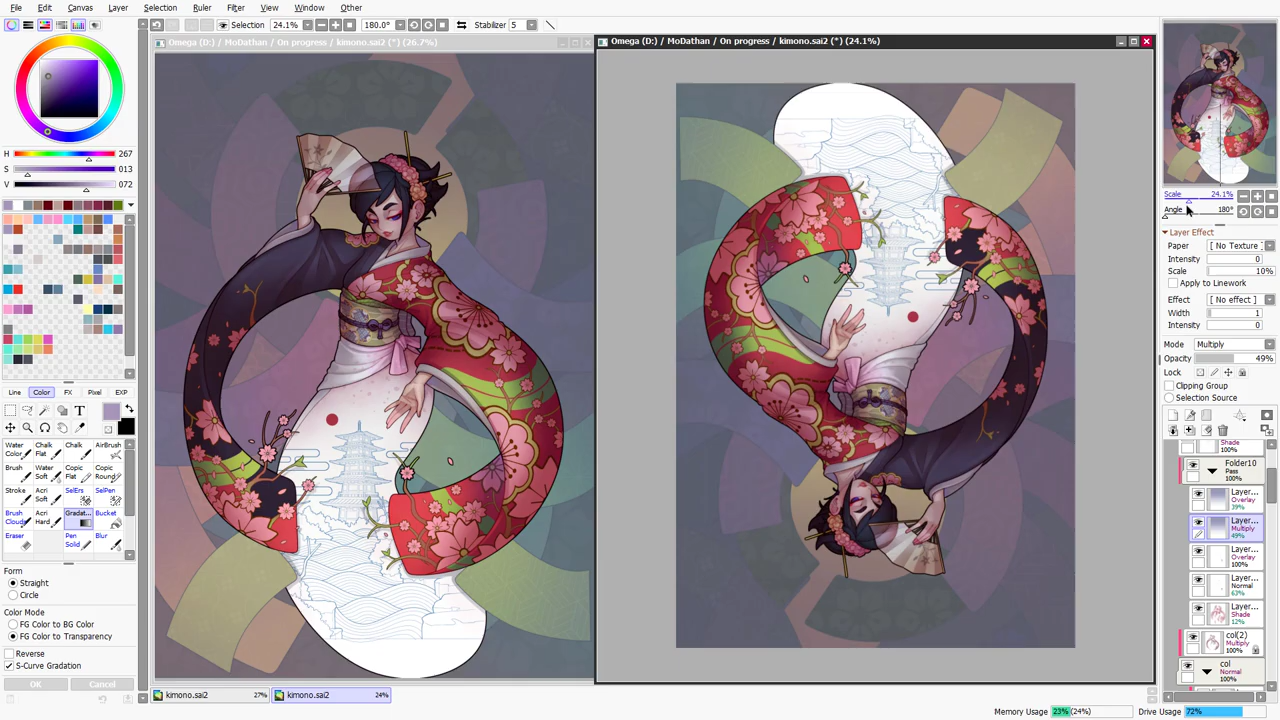 File Edit Canvas Layer Selection Ruler Filter View Window Other
Selection 24.1% 180.0° Stabilizer 5
Omega (D:) / MoDathan / On progress / kimono.sai2 (*) (26.7%)
Omega (D:) / MoDathan / On progress / kimono.sai2 (*) (24.1%)
H 267
S 013
V 072
Line Color FX Pixel EXP
T
Water Color
Chalk Flat
Chalk
AirBrush
Brush
Water Soft
Copic Flat
Copic Round
Stroke
Acri Soft
SelErs
SelPen
Brush Cloud
Acri Hard
Gradat...
Bucket
Eraser
Pen Solid
Blur
Form
Straight
Circle
Color Mode
FG Color to BG Color
FG Color to Transparency
Reverse
S-Curve Gradation
OK Cancel
kimono.sai2 27%
kimono.sai2 24%
Scale 24.1%
Angle 180°
Layer Effect
Paper [ No Texture ]
Intensity 0
Scale 10%
Apply to Linework
Effect [ No effect ]
Width 1
Intensity 0
Mode Multiply
Opacity 49%
Lock
Clipping Group
Selection Source
Shade
100%
Folder10
Pass
100%
Layer...
Overlay
39%
Layer...
Multiply
49%
Layer...
Overlay
100%
Layer...
Normal
63%
Layer...
Shade
12%
col(2)
Multiply
100%
col
Normal
100%
Memory Usage 23% (24%) Drive Usage 72%